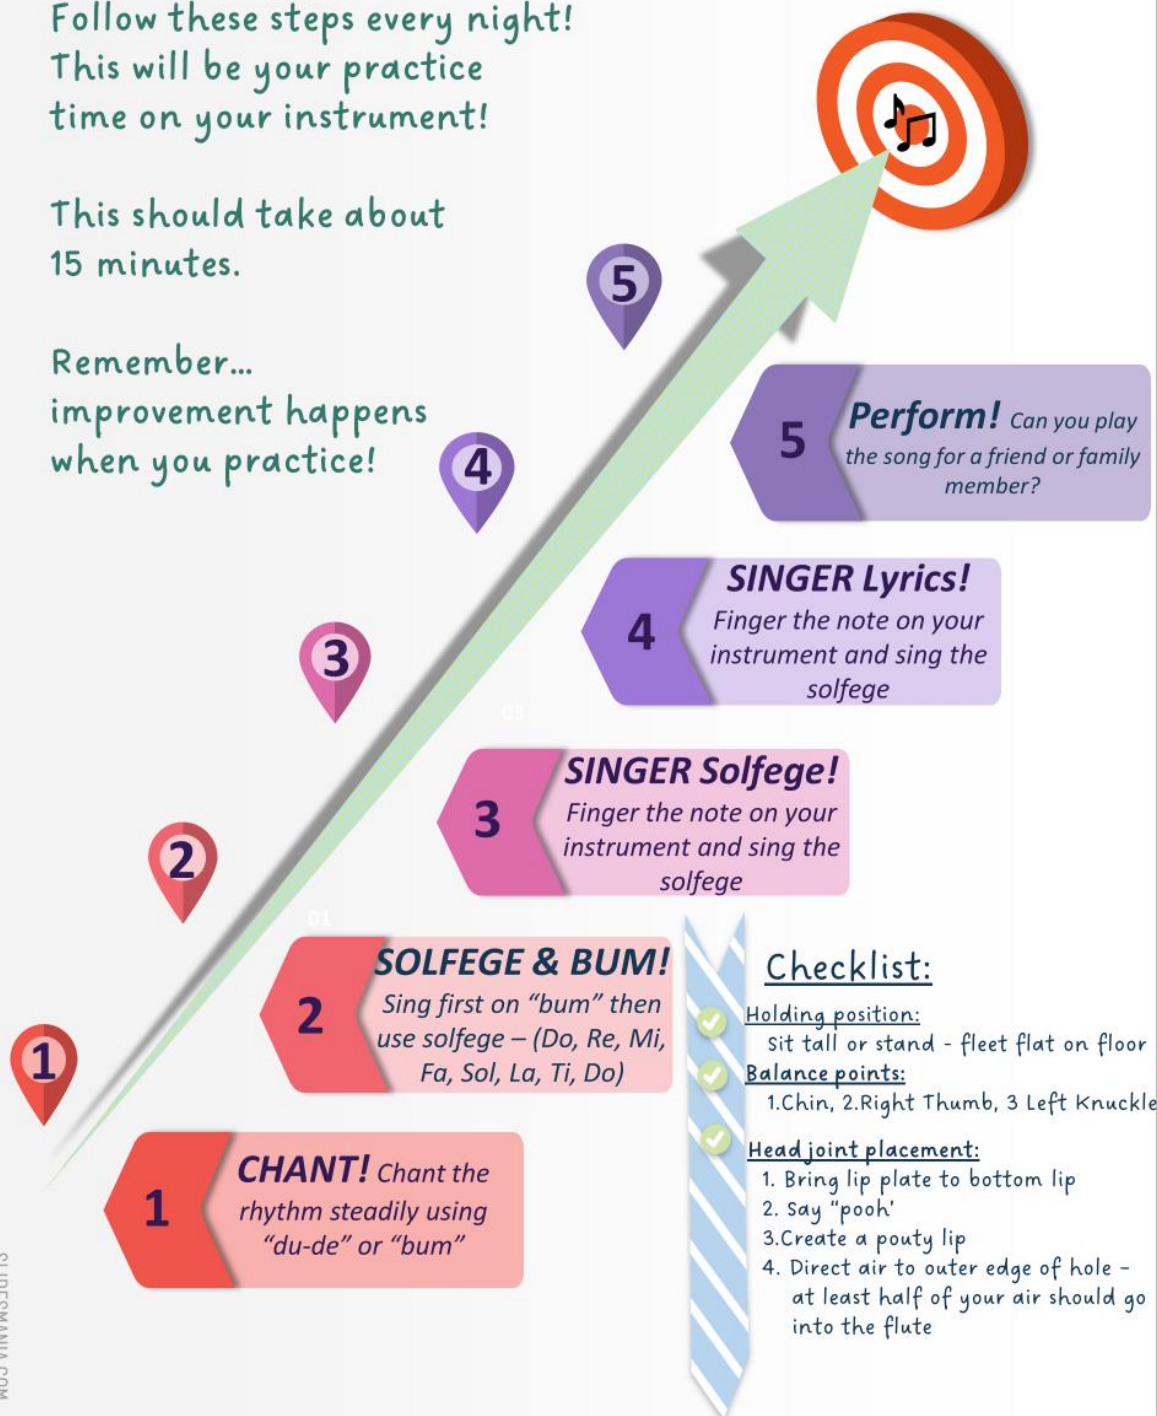 Follow these steps every night!
This will be your practice
time on your instrument!
This should take about
15 minutes.
Remember...
improvement happens
when you practice!
5
4
3
2
1
5
Perform! Can you play
the song for a friend or family
member?
4
SINGER Lyrics!
Finger the note on your
instrument and sing the
solfege
03
3
SINGER Solfege!
Finger the note on your
instrument and sing the
solfege
01
2
SOLFEGE & BUM!
Sing first on “bum” then
use solfege – (Do, Re, Mi,
Fa, Sol, La, Ti, Do)
1
CHANT! Chant the
rhythm steadily using
“du-de” or “bum”
Checklist:
Holding position:
Sit tall or stand - fleet flat on floor
Balance points:
1.Chin, 2.Right Thumb, 3 Left Knuckle
Head joint placement:
1. Bring lip plate to bottom lip
2. Say “pooh’
3.Create a pouty lip
4. Direct air to outer edge of hole -
at least half of your air should go
into the flute
SLIDESMANIA.COM